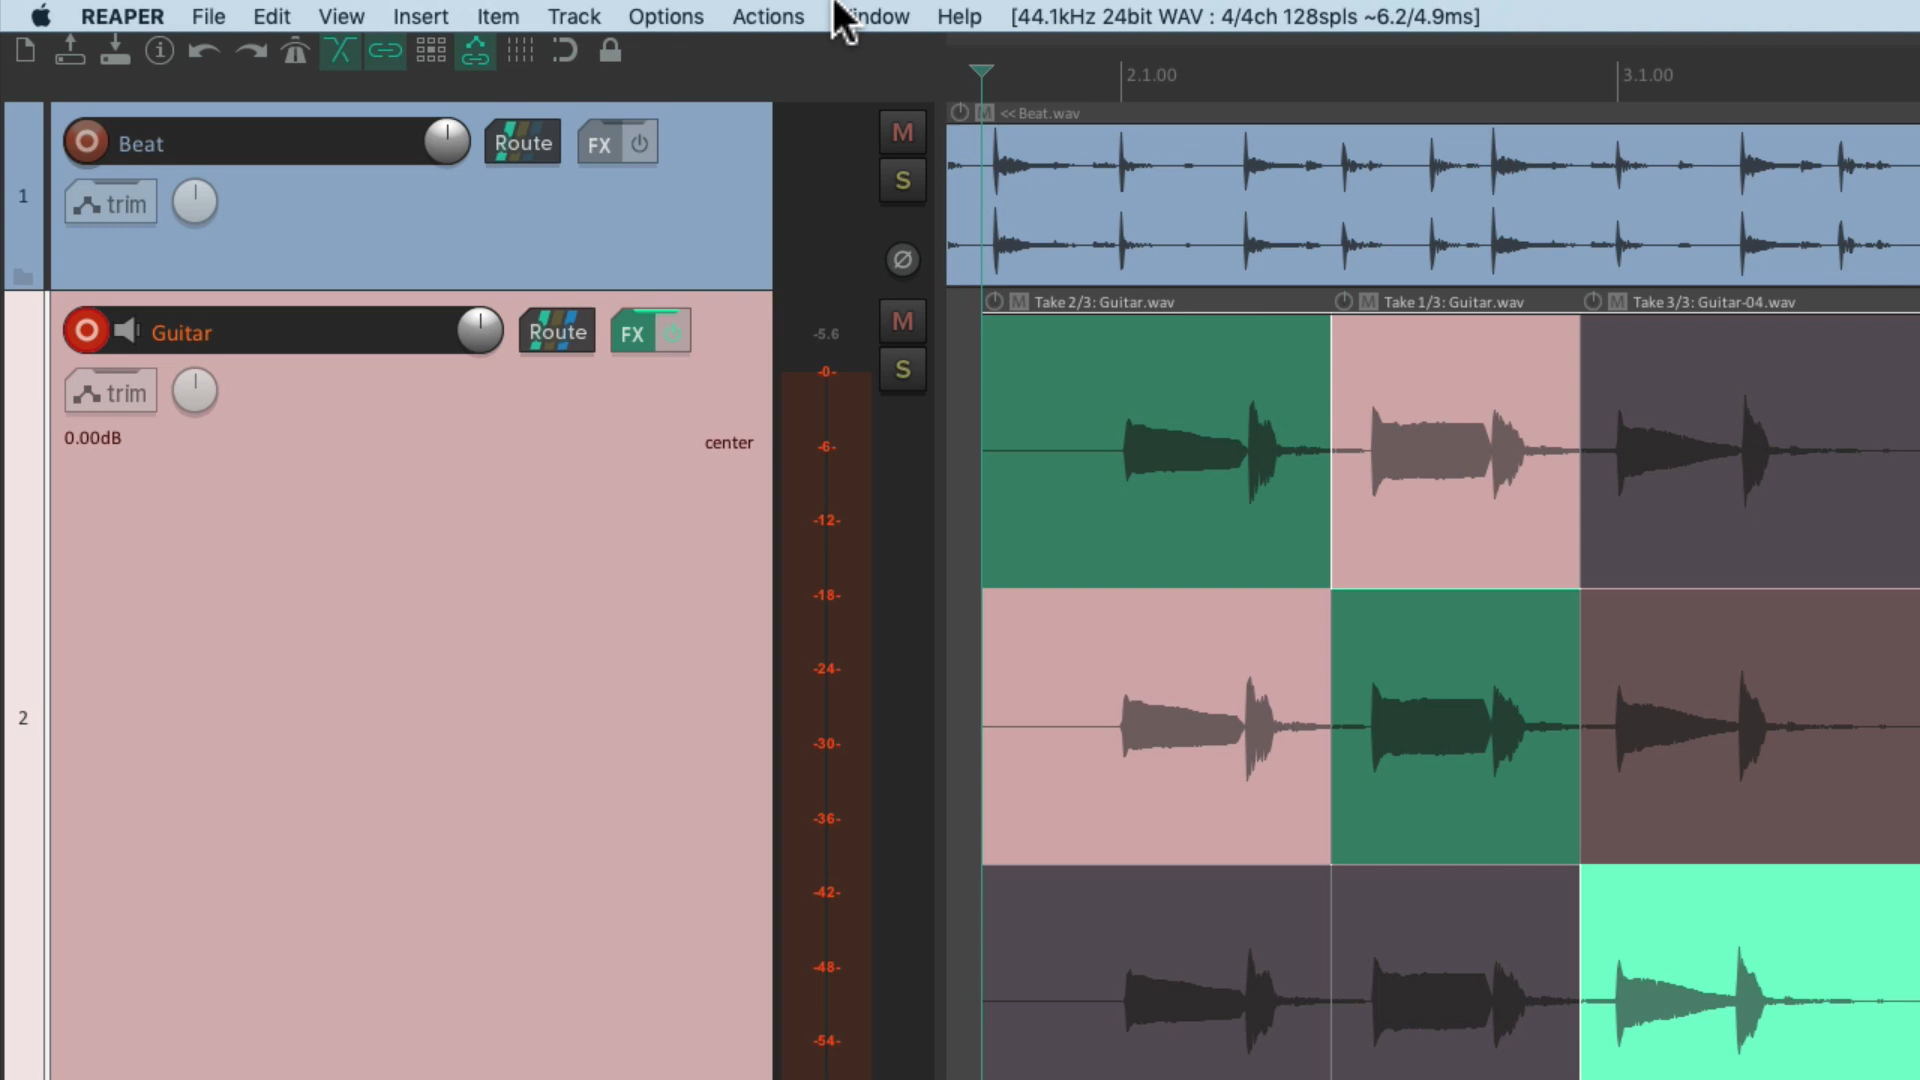 REAPER File Edit View Insert Item Track Options Actions Window Help [44.1kHz 24bit WAV : 4/4ch 128spls ~6.2/4.9ms]
2.1.00 3.1.00
1
Beat Route FX M
trim S
<< Beat.wav
2
Guitar Route FX M
trim S
0.00dB center
-5.6
-0-
-6-
-12-
-18-
-24-
-30-
-36-
-42-
-48-
-54-
M Take 2/3: Guitar.wav M Take 1/3: Guitar.wav M Take 3/3: Guitar-04.wav